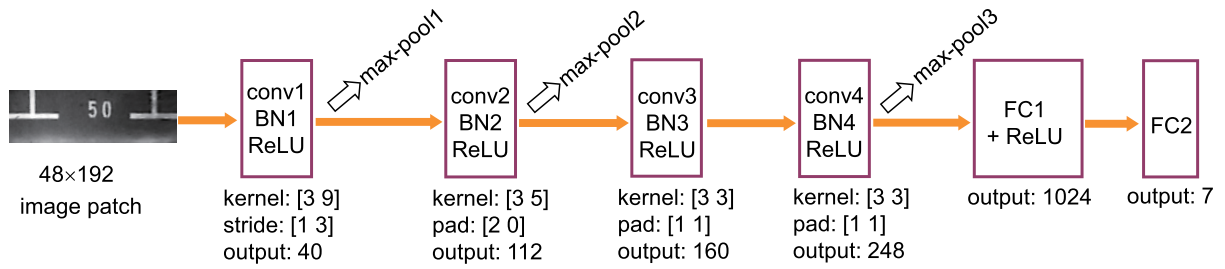 max-pool1
max-pool2
max-pool3
50
48×192
image patch
conv1
BN1
ReLU
kernel: [3 9]
stride: [1 3]
output: 40
conv2
BN2
ReLU
kernel: [3 5]
pad: [2 0]
output: 112
conv3
BN3
ReLU
kernel: [3 3]
pad: [1 1]
output: 160
conv4
BN4
ReLU
kernel: [3 3]
pad: [1 1]
output: 248
FC1
+ ReLU
output: 1024
FC2
output: 7